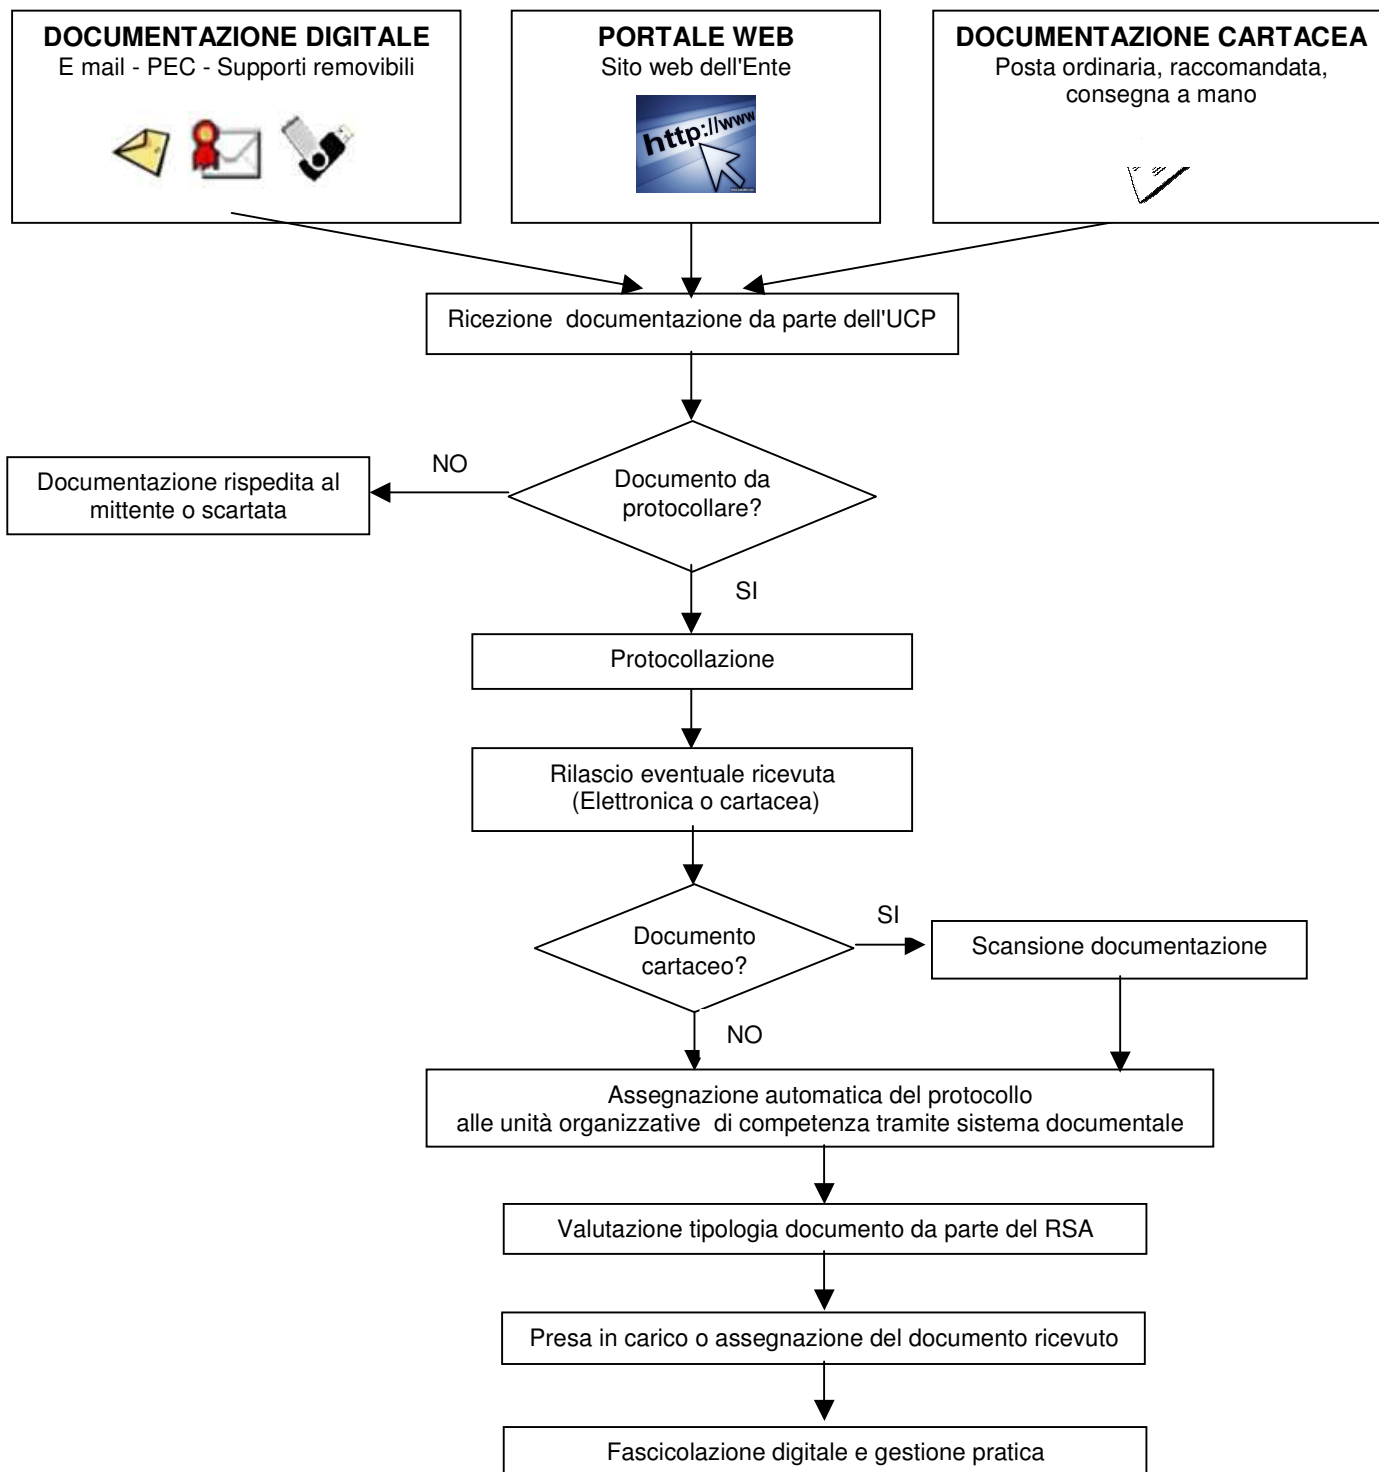 DOCUMENTAZIONE DIGITALE
E mail - PEC - Supporti removibili
PORTALE WEB
Sito web dell'Ente
http://www
DOCUMENTAZIONE CARTACEA
Posta ordinaria, raccomandata,
consegna a mano
Ricezione documentazione da parte dell'UCP
Documento da
protocollare?
NO
Documentazione rispedita al
mittente o scartata
SI
Protocollazione
Rilascio eventuale ricevuta
(Elettronica o cartacea)
Documento
cartaceo?
SI
Scansione documentazione
NO
Assegnazione automatica del protocollo
alle unità organizzative di competenza tramite sistema documentale
Valutazione tipologia documento da parte del RSA
Presa in carico o assegnazione del documento ricevuto
Fascicolazione digitale e gestione pratica